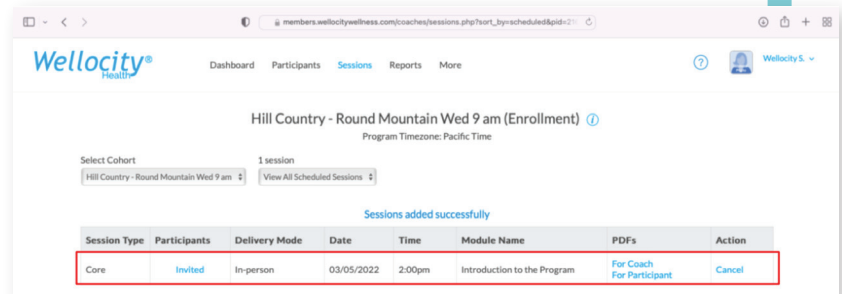 members.wellocitywellness.com/coaches/sessions.php?sort_by=scheduled&pid=21
Wellocity®
Health
Dashboard Participants Sessions Reports More
? Wellocity S.
Hill Country - Round Mountain Wed 9 am (Enrollment) i
Program Timezone: Pacific Time
Select Cohort 1 session
Hill Country - Round Mountain Wed 9 am View All Scheduled Sessions
Sessions added successfully
Session Type Participants Delivery Mode Date Time Module Name PDFs Action
Core Invited In-person 03/05/2022 2:00pm Introduction to the Program For Coach Cancel
For Participant